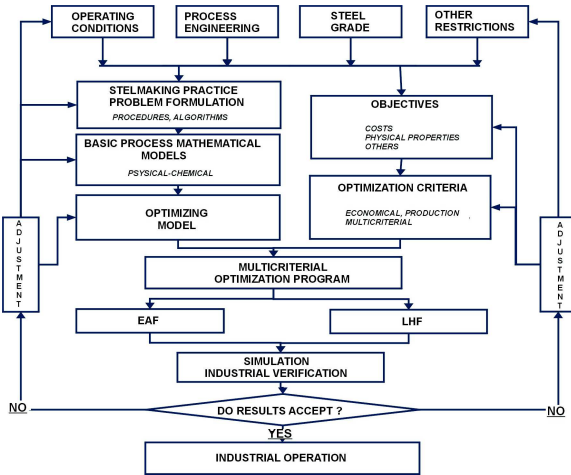 OPERATING
CONDITIONS
PROCESS
ENGINEERING
STEEL
GRADE
OTHER
RESTRICTIONS
STELMAKING PRACTICE
PROBLEM FORMULATION
PROCEDURES, ALGORITHMS
OBJECTIVES
COSTS
PHYSICAL PROPERTIES
OTHERS
BASIC PROCESS MATHEMATICAL
MODELS
PSYSICAL-CHEMICAL
OPTIMIZATION CRITERIA
ECONOMICAL, PRODUCTION ,
MULTICRITERIAL
OPTIMIZING
MODEL
ADJUSTMENT
ADJUSTMENT
MULTICRITERIAL
OPTIMIZATION PROGRAM
EAF
LHF
SIMULATION
INDUSTRIAL VERIFICATION
NO
DO RESULTS ACCEPT ?
NO
YES
INDUSTRIAL OPERATION